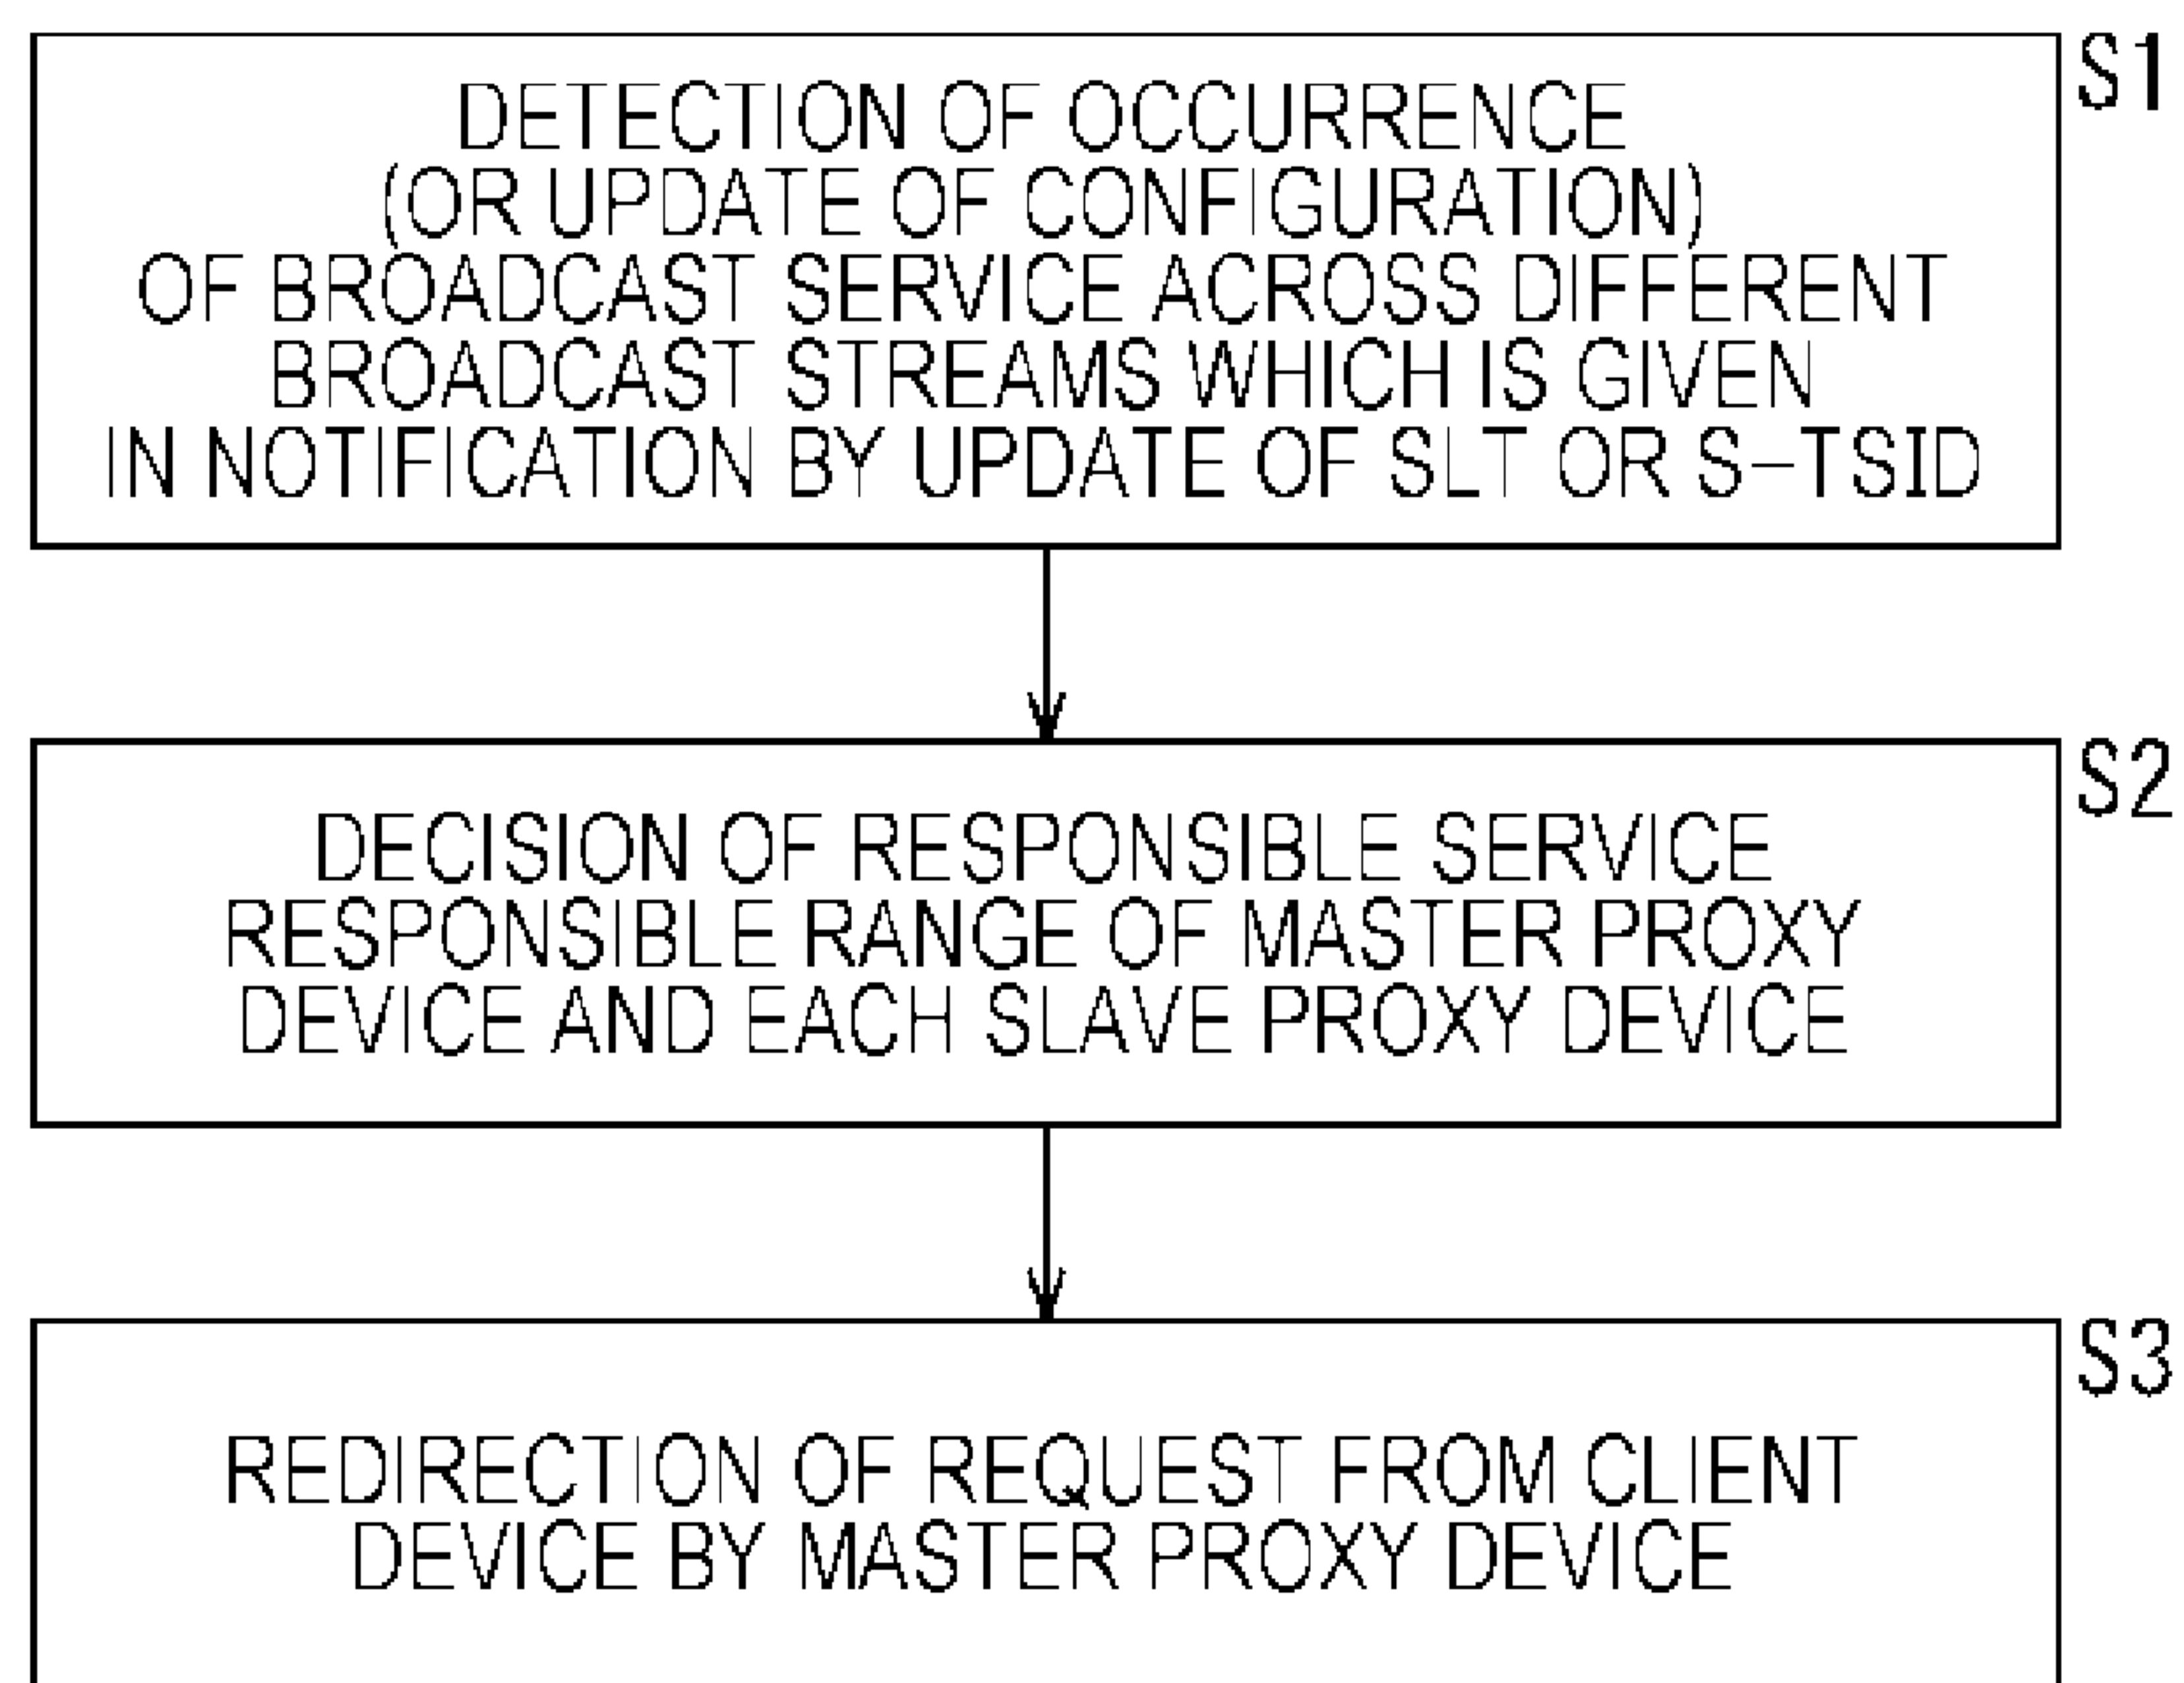 S1
DETECTION OF OCCURRENCE
(OR UPDATE OF CONFIGURATION)
OF BROADCAST SERVICE ACROSS DIFFERENT
BROADCAST STREAMS WHICH IS GIVEN
IN NOTIFICATION BY UPDATE OF SLT OR S-TSID
S2
DECISION OF RESPONSIBLE SERVICE
RESPONSIBLE RANGE OF MASTER PROXY
DEVICE AND EACH SLAVE PROXY DEVICE
S3
REDIRECTION OF REQUEST FROM CLIENT
DEVICE BY MASTER PROXY DEVICE